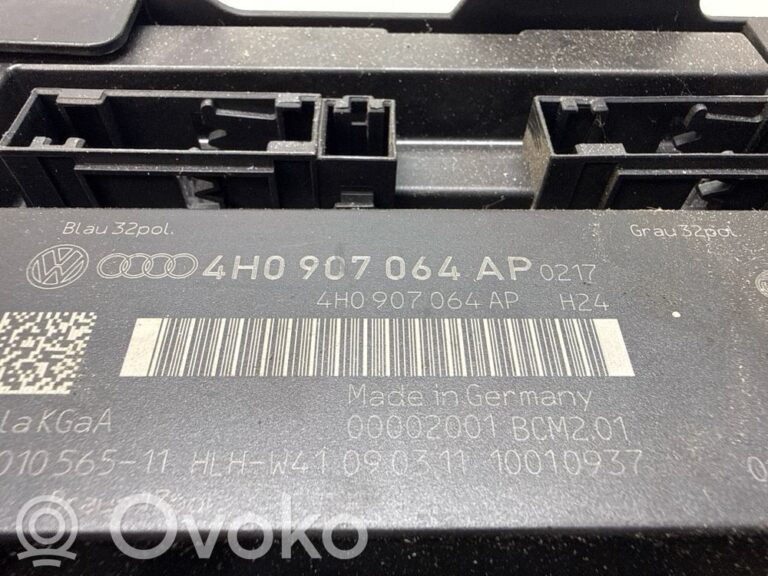 Blau 32pol.
Grau 32pol.
4H0 907 064 AP 0217
4H0 907 064 AP H24
Made in Germany
laKGaA
00002001 BCM2.01
010565-11 HLH-W41 09.03.11 10010937
Ovoko